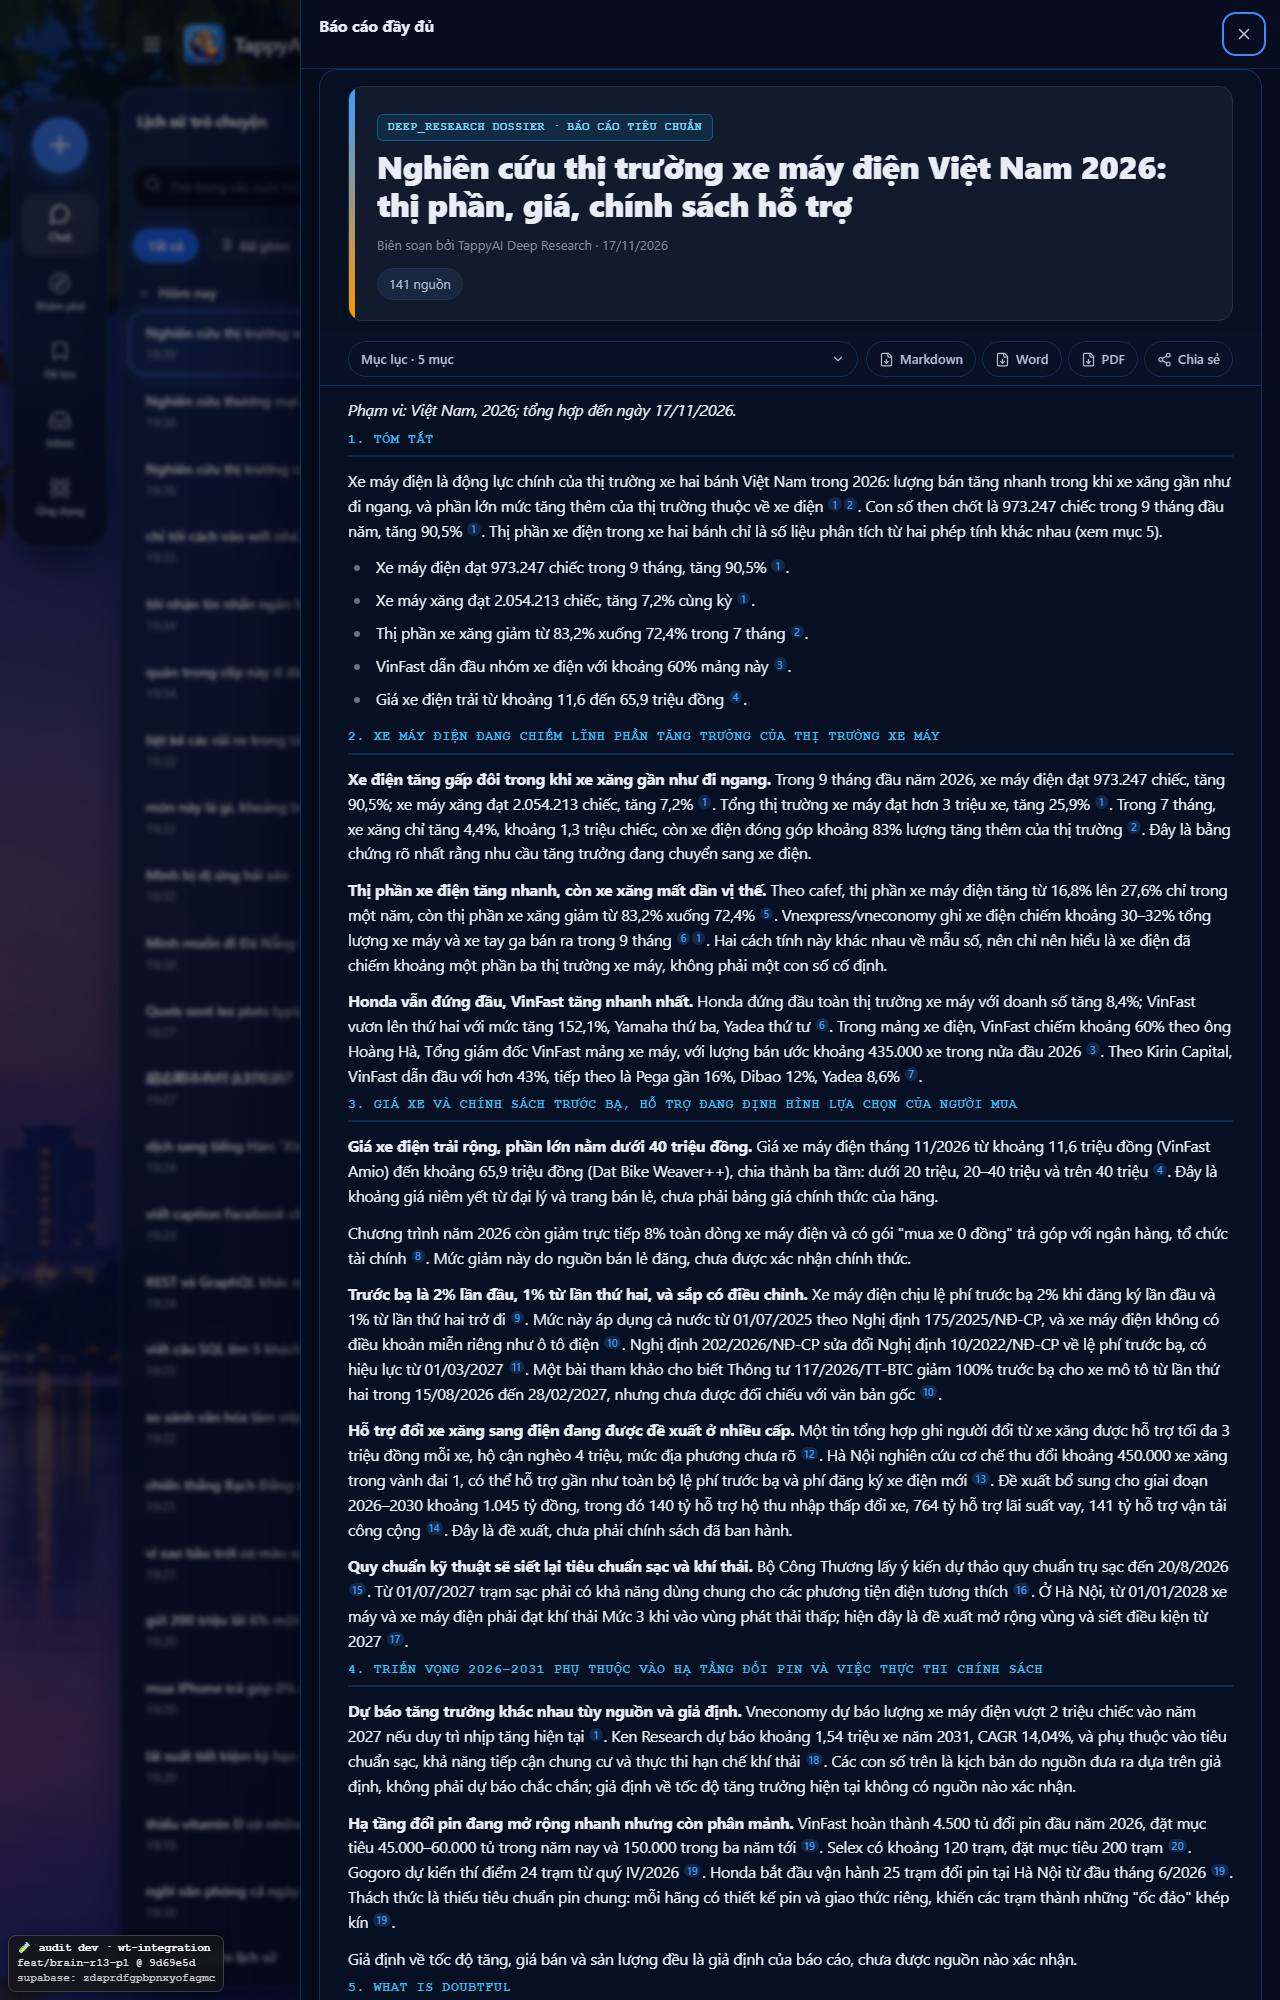 Báo cáo đầy đủ
TappyA
Lịch sử trò chuyện
Tất cả
Đã ghim
Hôm nay
Chat
Khám phá
Đã lưu
Inbox
Ứng dụng
DEEP_RESEARCH DOSSIER · BÁO CÁO TIÊU CHUẨN
Nghiên cứu thị trường xe máy điện Việt Nam 2026:
thị phần, giá, chính sách hỗ trợ
Biên soạn bởi TappyAI Deep Research · 17/11/2026
141 nguồn
Mục lục · 5 mục
Markdown
Word
PDF
Chia sẻ
Phạm vi: Việt Nam, 2026; tổng hợp đến ngày 17/11/2026.
1. TÓM TẮT
Xe máy điện là động lực chính của thị trường xe hai bánh Việt Nam trong 2026: lượng bán tăng nhanh trong khi xe xăng gần như
đi ngang, và phần lớn mức tăng thêm của thị trường thuộc về xe điện 1 2. Con số then chốt là 973.247 chiếc trong 9 tháng đầu
năm, tăng 90,5% 1. Thị phần xe điện trong xe hai bánh chỉ là số liệu phân tích từ hai phép tính khác nhau (xem mục 5).
• Xe máy điện đạt 973.247 chiếc trong 9 tháng, tăng 90,5% 1.
• Xe máy xăng đạt 2.054.213 chiếc, tăng 7,2% cùng kỳ 1.
• Thị phần xe xăng giảm từ 83,2% xuống 72,4% trong 7 tháng 2.
• VinFast dẫn đầu nhóm xe điện với khoảng 60% mảng này 3.
• Giá xe điện trải từ khoảng 11,6 đến 65,9 triệu đồng 4.
2. XE MÁY ĐIỆN ĐANG CHIẾM LĨNH PHẦN TĂNG TRƯỞNG CỦA THỊ TRƯỜNG XE MÁY
Xe điện tăng gấp đôi trong khi xe xăng gần như đi ngang. Trong 9 tháng đầu năm 2026, xe máy điện đạt 973.247 chiếc, tăng
90,5%; xe máy xăng đạt 2.054.213 chiếc, tăng 7,2% 1. Tổng thị trường xe máy đạt hơn 3 triệu xe, tăng 25,9% 1. Trong 7 tháng,
xe xăng chỉ tăng 4,4%, khoảng 1,3 triệu chiếc, còn xe điện đóng góp khoảng 83% lượng tăng thêm của thị trường 2. Đây là bằng
chứng rõ nhất rằng nhu cầu tăng trưởng đang chuyển sang xe điện.
Thị phần xe điện tăng nhanh, còn xe xăng mất dần vị thế. Theo cafef, thị phần xe máy điện tăng từ 16,8% lên 27,6% chỉ trong
một năm, còn thị phần xe xăng giảm từ 83,2% xuống 72,4% 5. Vnexpress/vneconomy ghi xe điện chiếm khoảng 30–32% tổng
lượng xe máy và xe tay ga bán ra trong 9 tháng 6 1. Hai cách tính này khác nhau về mẫu số, nên chỉ nên hiểu là xe điện đã
chiếm khoảng một phần ba thị trường xe máy, không phải một con số cố định.
Honda vẫn đứng đầu, VinFast tăng nhanh nhất. Honda đứng đầu toàn thị trường xe máy với doanh số tăng 8,4%; VinFast
vươn lên thứ hai với mức tăng 152,1%, Yamaha thứ ba, Yadea thứ tư 6. Trong mảng xe điện, VinFast chiếm khoảng 60% theo ông
Hoàng Hà, Tổng giám đốc VinFast mảng xe máy, với lượng bán ước khoảng 435.000 xe trong nửa đầu 2026 3. Theo Kirin Capital,
VinFast dẫn đầu với hơn 43%, tiếp theo là Pega gần 16%, Dibao 12%, Yadea 8,6% 7.
3. GIÁ XE VÀ CHÍNH SÁCH TRƯỚC BẠ, HỖ TRỢ ĐANG ĐỊNH HÌNH LỰA CHỌN CỦA NGƯỜI MUA
Giá xe điện trải rộng, phần lớn nằm dưới 40 triệu đồng. Giá xe máy điện tháng 11/2026 từ khoảng 11,6 triệu đồng (VinFast
Amio) đến khoảng 65,9 triệu đồng (Dat Bike Weaver++), chia thành ba tầm: dưới 20 triệu, 20–40 triệu và trên 40 triệu 4. Đây là
khoảng giá niêm yết từ đại lý và trang bán lẻ, chưa phải bảng giá chính thức của hãng.
Chương trình năm 2026 còn giảm trực tiếp 8% toàn dòng xe máy điện và có gói "mua xe 0 đồng" trả góp với ngân hàng, tổ chức
tài chính 8. Mức giảm này do nguồn bán lẻ đăng, chưa được xác nhận chính thức.
Trước bạ là 2% lần đầu, 1% từ lần thứ hai, và sắp có điều chỉnh. Xe máy điện chịu lệ phí trước bạ 2% khi đăng ký lần đầu và
1% từ lần thứ hai trở đi 9. Mức này áp dụng cả nước từ 01/07/2025 theo Nghị định 175/2025/NĐ-CP, và xe máy điện không có
điều khoản miễn riêng như ô tô điện 10. Nghị định 202/2026/NĐ-CP sửa đổi Nghị định 10/2022/NĐ-CP về lệ phí trước bạ, có
hiệu lực từ 01/03/2027 11. Một bài tham khảo cho biết Thông tư 117/2026/TT-BTC giảm 100% trước bạ cho xe mô tô từ lần thứ
hai trong 15/08/2026 đến 28/02/2027, nhưng chưa được đối chiếu với văn bản gốc 10.
Hỗ trợ đổi xe xăng sang điện đang được đề xuất ở nhiều cấp. Một tin tổng hợp ghi người đổi từ xe xăng được hỗ trợ tối đa 3
triệu đồng mỗi xe, hộ cận nghèo 4 triệu, mức địa phương chưa rõ 12. Hà Nội nghiên cứu cơ chế thu đổi khoảng 450.000 xe xăng
trong vành đai 1, có thể hỗ trợ gần như toàn bộ lệ phí trước bạ và phí đăng ký xe điện mới 13. Đề xuất bổ sung cho giai đoạn
2026–2030 khoảng 1.045 tỷ đồng, trong đó 140 tỷ hỗ trợ hộ thu nhập thấp đổi xe, 764 tỷ hỗ trợ lãi suất vay, 141 tỷ hỗ trợ vận tải
công cộng 14. Đây là đề xuất, chưa phải chính sách đã ban hành.
Quy chuẩn kỹ thuật sẽ siết lại tiêu chuẩn sạc và khí thải. Bộ Công Thương lấy ý kiến dự thảo quy chuẩn trụ sạc đến 20/8/2026
15. Từ 01/07/2027 trạm sạc phải có khả năng dùng chung cho các phương tiện điện tương thích 16. Ở Hà Nội, từ 01/01/2028 xe
máy và xe máy điện phải đạt khí thải Mức 3 khi vào vùng phát thải thấp; hiện đây là đề xuất mở rộng vùng và siết điều kiện từ
2027 17.
4. TRIỂN VỌNG 2026–2031 PHỤ THUỘC VÀO HẠ TẦNG ĐỔI PIN VÀ VIỆC THỰC THI CHÍNH SÁCH
Dự báo tăng trưởng khác nhau tùy nguồn và giả định. Vneconomy dự báo lượng xe máy điện vượt 2 triệu chiếc vào năm
2027 nếu duy trì nhịp tăng hiện tại 1. Ken Research dự báo khoảng 1,54 triệu xe năm 2031, CAGR 14,04%, và phụ thuộc vào tiêu
chuẩn sạc, khả năng tiếp cận chung cư và thực thi hạn chế khí thải 18. Các con số trên là kịch bản do nguồn đưa ra dựa trên giả
định, không phải dự báo chắc chắn; giả định về tốc độ tăng trưởng hiện tại không có nguồn nào xác nhận.
Hạ tầng đổi pin đang mở rộng nhanh nhưng còn phân mảnh. VinFast hoàn thành 4.500 tủ đổi pin đầu năm 2026, đặt mục
tiêu 45.000–60.000 tủ trong năm nay và 150.000 trong ba năm tới 19. Selex có khoảng 120 trạm, đặt mục tiêu 200 trạm 20.
Gogoro dự kiến thí điểm 24 trạm từ quý IV/2026 19. Honda bắt đầu vận hành 25 trạm đổi pin tại Hà Nội từ đầu tháng 6/2026 19.
Thách thức là thiếu tiêu chuẩn pin chung: mỗi hãng có thiết kế pin và giao thức riêng, khiến các trạm thành những "ốc đảo" khép
kín 19.
Giả định về tốc độ tăng, giá bán và sản lượng đều là giả định của báo cáo, chưa được nguồn nào xác nhận.
5. WHAT IS DOUBTFUL
audit dev · wt-integration
feat/brain-r13-p1 @ 9d69e5d
supabase: zdaprdfgpbpnxyofagmc